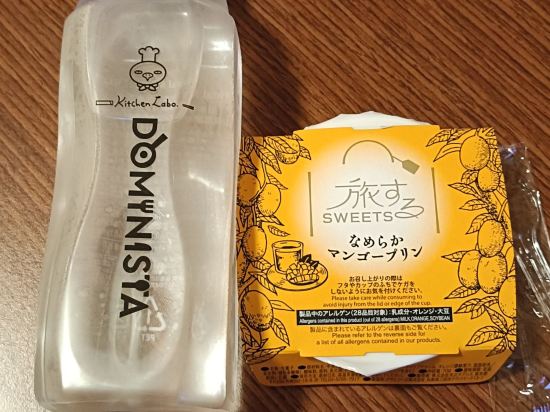 Kitchen Labo.
DOMINISTA
PET
旅する
SWEETS
なめらか
マンゴープリン
お召し上がりの際は
フタやカップのふちでケガを
しないようにお気を付けください。
Please take care while consuming to
avoid injury from the lid or edge of the cup.
製品中のアレルゲン(28品目対象):乳成分・オレンジ・大豆
Allergens contained in this product (out of 28 allergens):MILK,ORANGE,SOYBEAN
製品に含まれているアレルゲンは裏面もご覧ください。
Please refer to the reverse side for
a list of all allergens contained in our products.